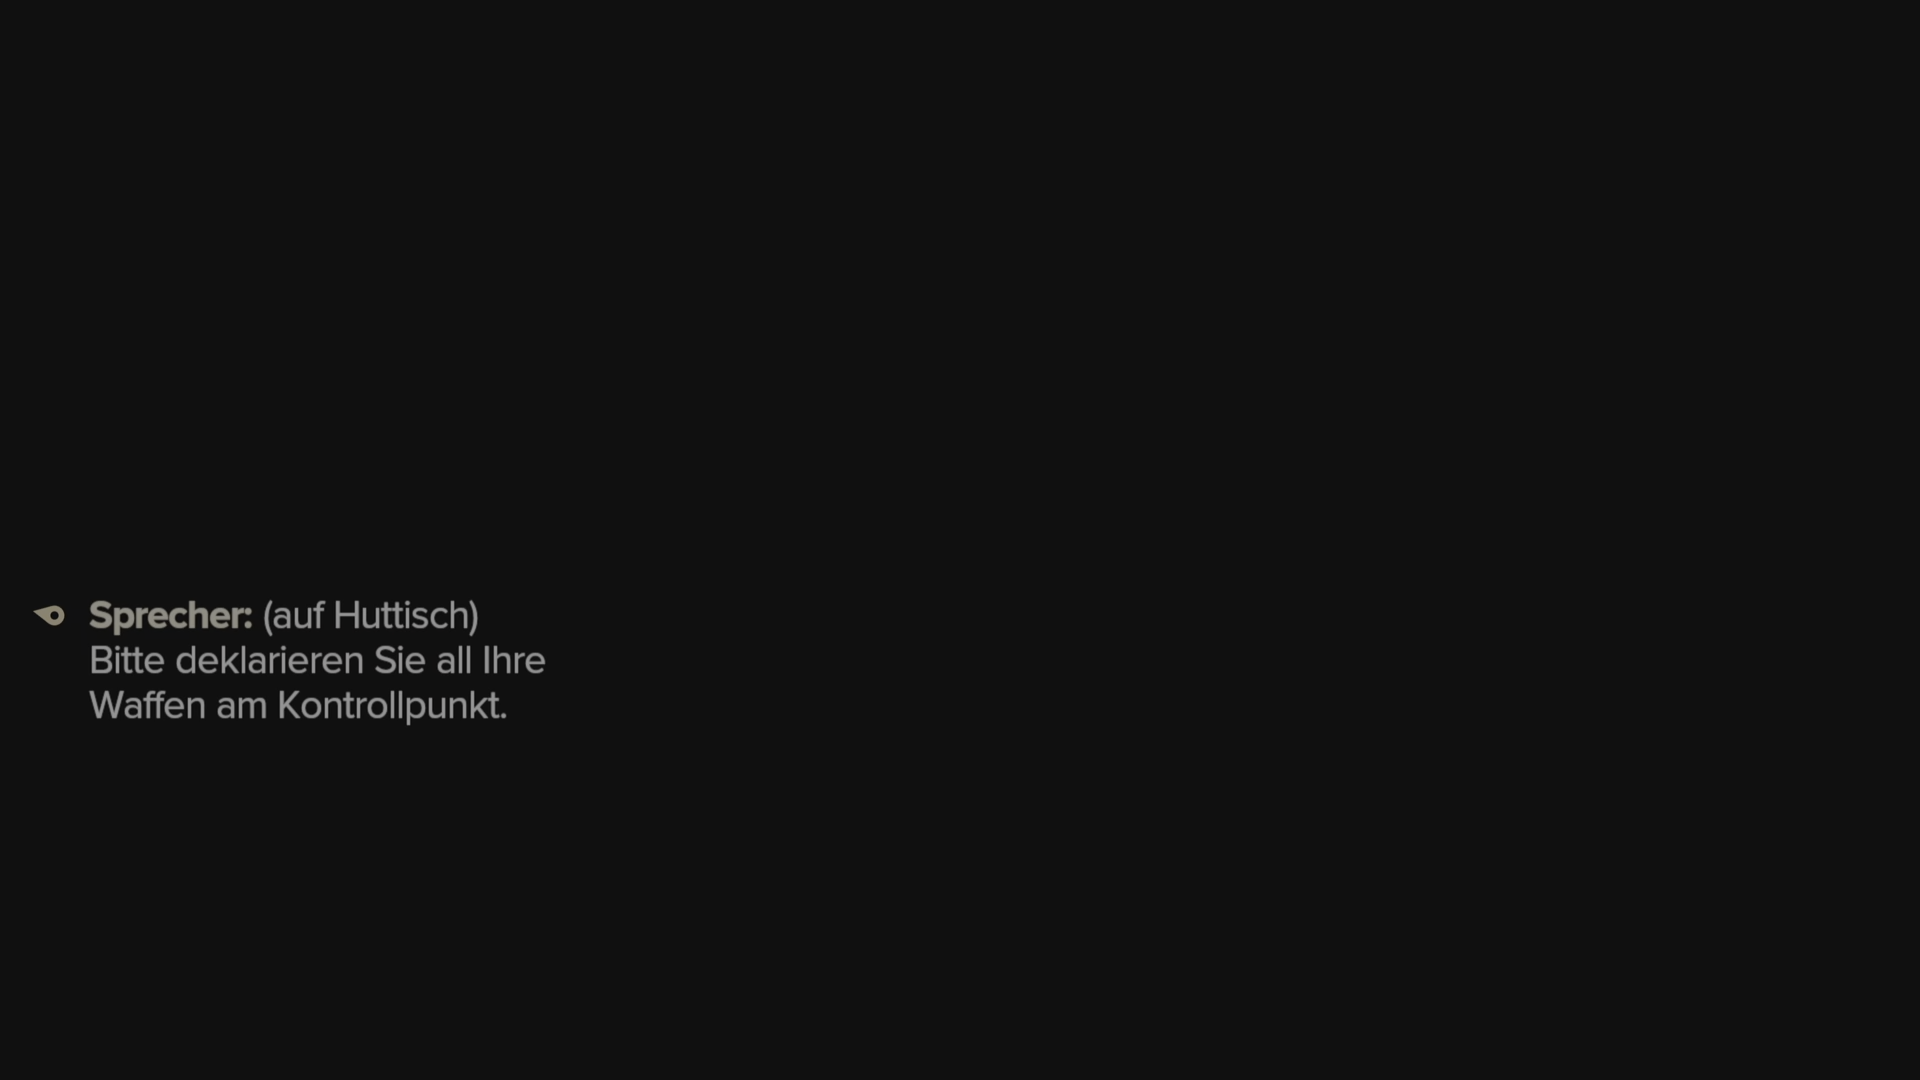 Sprecher: (auf Huttisch)
Bitte deklarieren Sie all Ihre
Waffen am Kontrollpunkt.